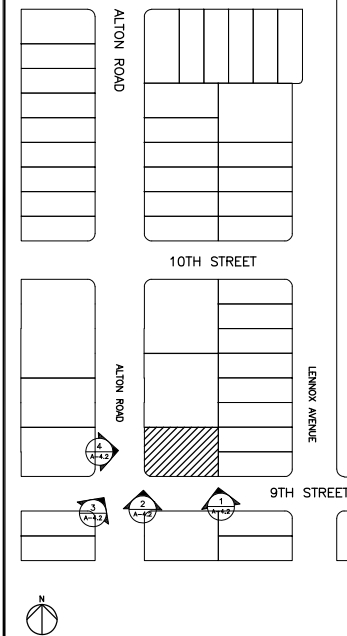 ALTON ROAD
10TH STREET
ALTON ROAD
LENNOX AVENUE
4
A-4.2
9TH STREET
3
A-4.2
2
A-4.2
1
A-4.2
N